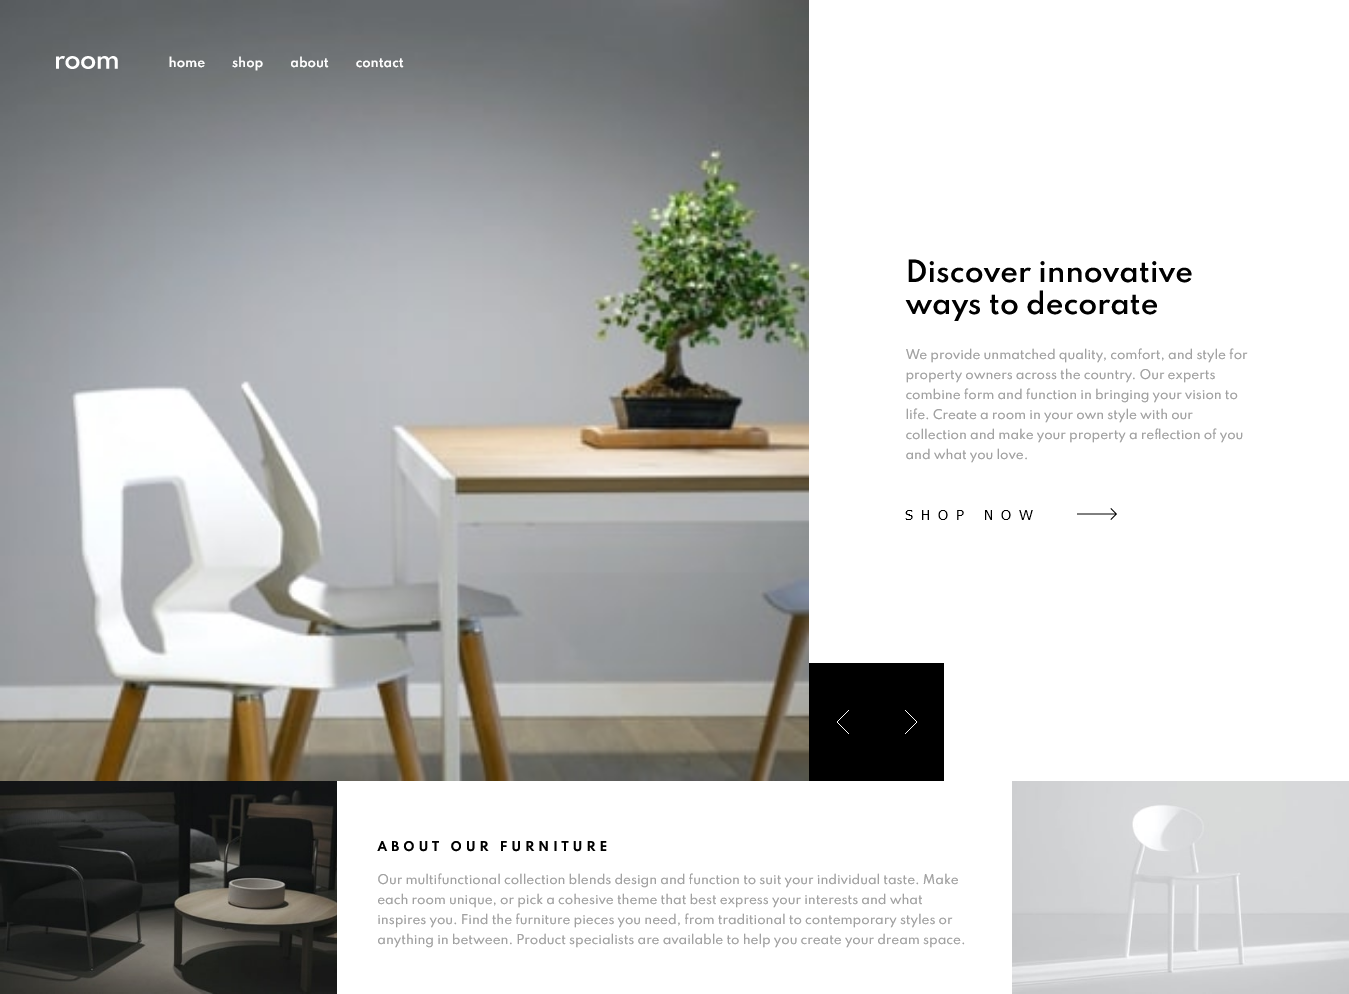 room
home shop about contact
Discover innovative
ways to decorate
We provide unmatched quality, comfort, and style for
property owners across the country. Our experts
combine form and function in bringing your vision to
life. Create a room in your own style with our
collection and make your property a reflection of you
and what you love.
SHOP NOW
ABOUT OUR FURNITURE
Our multifunctional collection blends design and function to suit your individual taste. Make
each room unique, or pick a cohesive theme that best express your interests and what
inspires you. Find the furniture pieces you need, from traditional to contemporary styles or
anything in between. Product specialists are available to help you create your dream space.